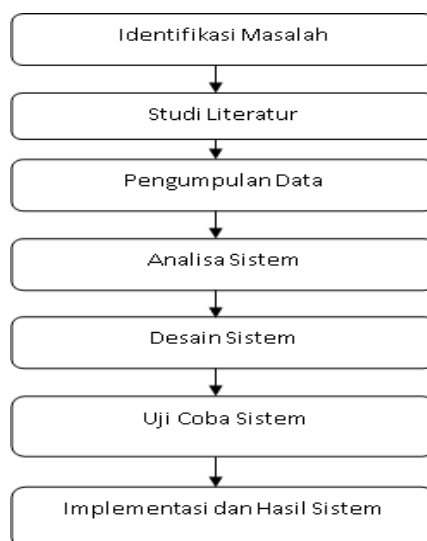 Identifikasi Masalah
Studi Literatur
Pengumpulan Data
Analisa Sistem
Desain Sistem
Uji Coba Sistem
Implementasi dan Hasil Sistem